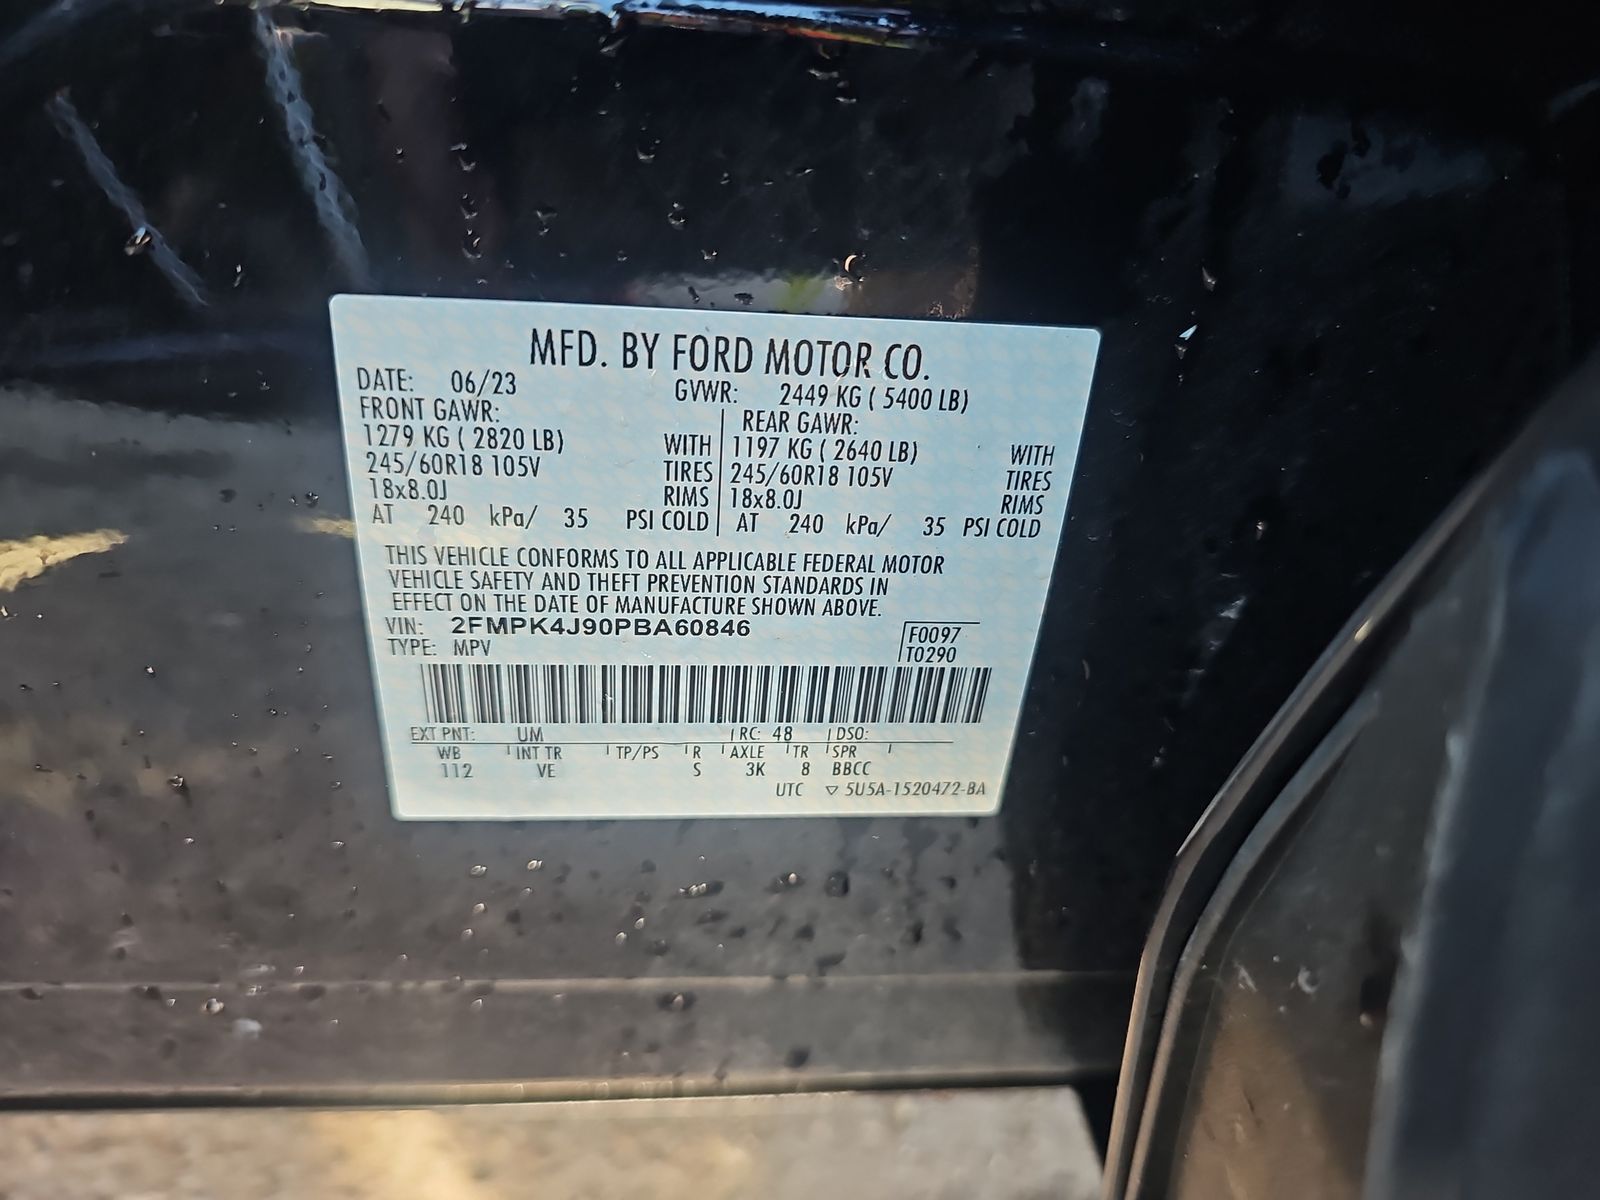 MFD. BY FORD MOTOR CO.
DATE: 06/23 GVWR: 2449 KG ( 5400 LB)
FRONT GAWR: REAR GAWR:
1279 KG ( 2820 LB) WITH 1197 KG ( 2640 LB) WITH
245/60R18 105V TIRES 245/60R18 105V TIRES
18x8.0J RIMS 18x8.0J RIMS
AT 240 kPa/ 35 PSI COLD AT 240 kPa/ 35 PSI COLD
THIS VEHICLE CONFORMS TO ALL APPLICABLE FEDERAL MOTOR
VEHICLE SAFETY AND THEFT PREVENTION STANDARDS IN
EFFECT ON THE DATE OF MANUFACTURE SHOWN ABOVE.
VIN: 2FMPK4J90PBA60846 F0097
TYPE: MPV T0290
EXT PNT: UM RC: 48 DSO:
WB INT TR TP/PS R AXLE TR SPR
112 VE S 3K 8 BBCC
UTC ▽ 5U5A-1520472-BA